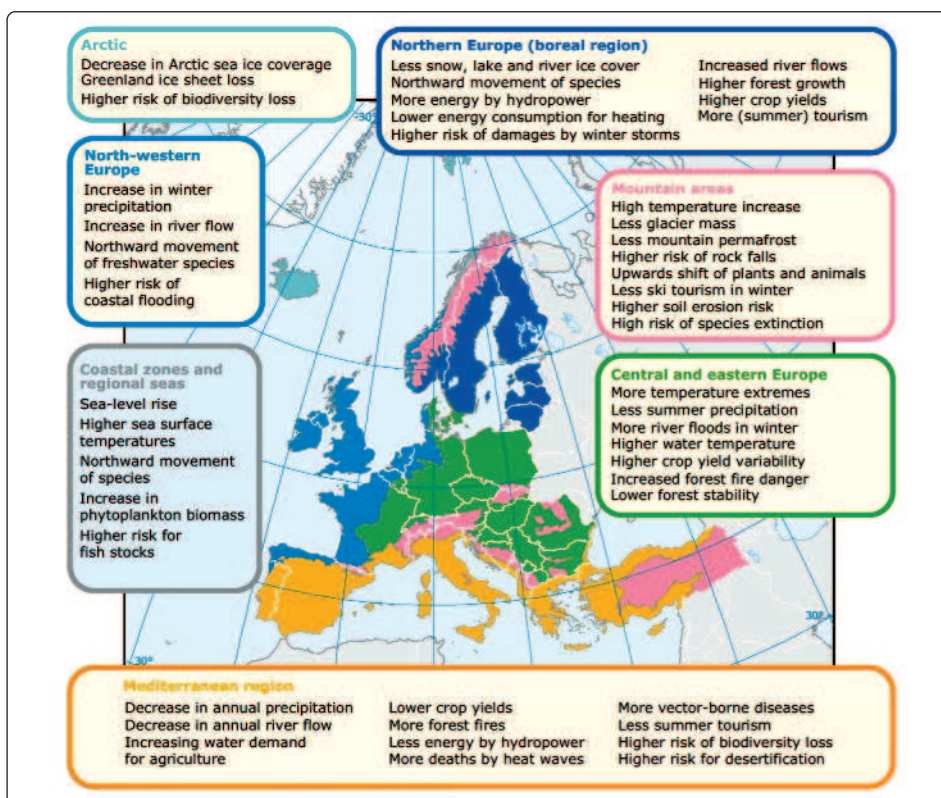 Arctic
Decrease in Arctic sea ice coverage
Greenland ice sheet loss
Higher risk of biodiversity loss
Northern Europe (boreal region)
Less snow, lake and river ice cover
Northward movement of species
More energy by hydropower
Lower energy consumption for heating
Higher risk of damages by winter storms
Increased river flows
Higher forest growth
Higher crop yields
More (summer) tourism
-30°
North-western
Europe
Increase in winter
precipitation
Increase in river flow
Northward movement
of freshwater species
Higher risk of
coastal flooding
Mountain areas
High temperature increase
Less glacier mass
Less mountain permafrost
Higher risk of rock falls
Upwards shift of plants and animals
Less ski tourism in winter
Higher soil erosion risk
High risk of species extinction
Coastal zones and
regional seas
Sea-level rise
Higher sea surface
temperatures
Northward movement
of species
Increase in
phytoplankton biomass
Higher risk for
fish stocks
Central and eastern Europe
More temperature extremes
Less summer precipitation
More river floods in winter
Higher water temperature
Higher crop yield variability
Increased forest fire danger
Lower forest stability
30°
30°
Mediterranean region
Decrease in annual precipitation
Decrease in annual river flow
Increasing water demand
for agriculture
Lower crop yields
More forest fires
Less energy by hydropower
More deaths by heat waves
More vector-borne diseases
Less summer tourism
Higher risk of biodiversity loss
Higher risk for desertification